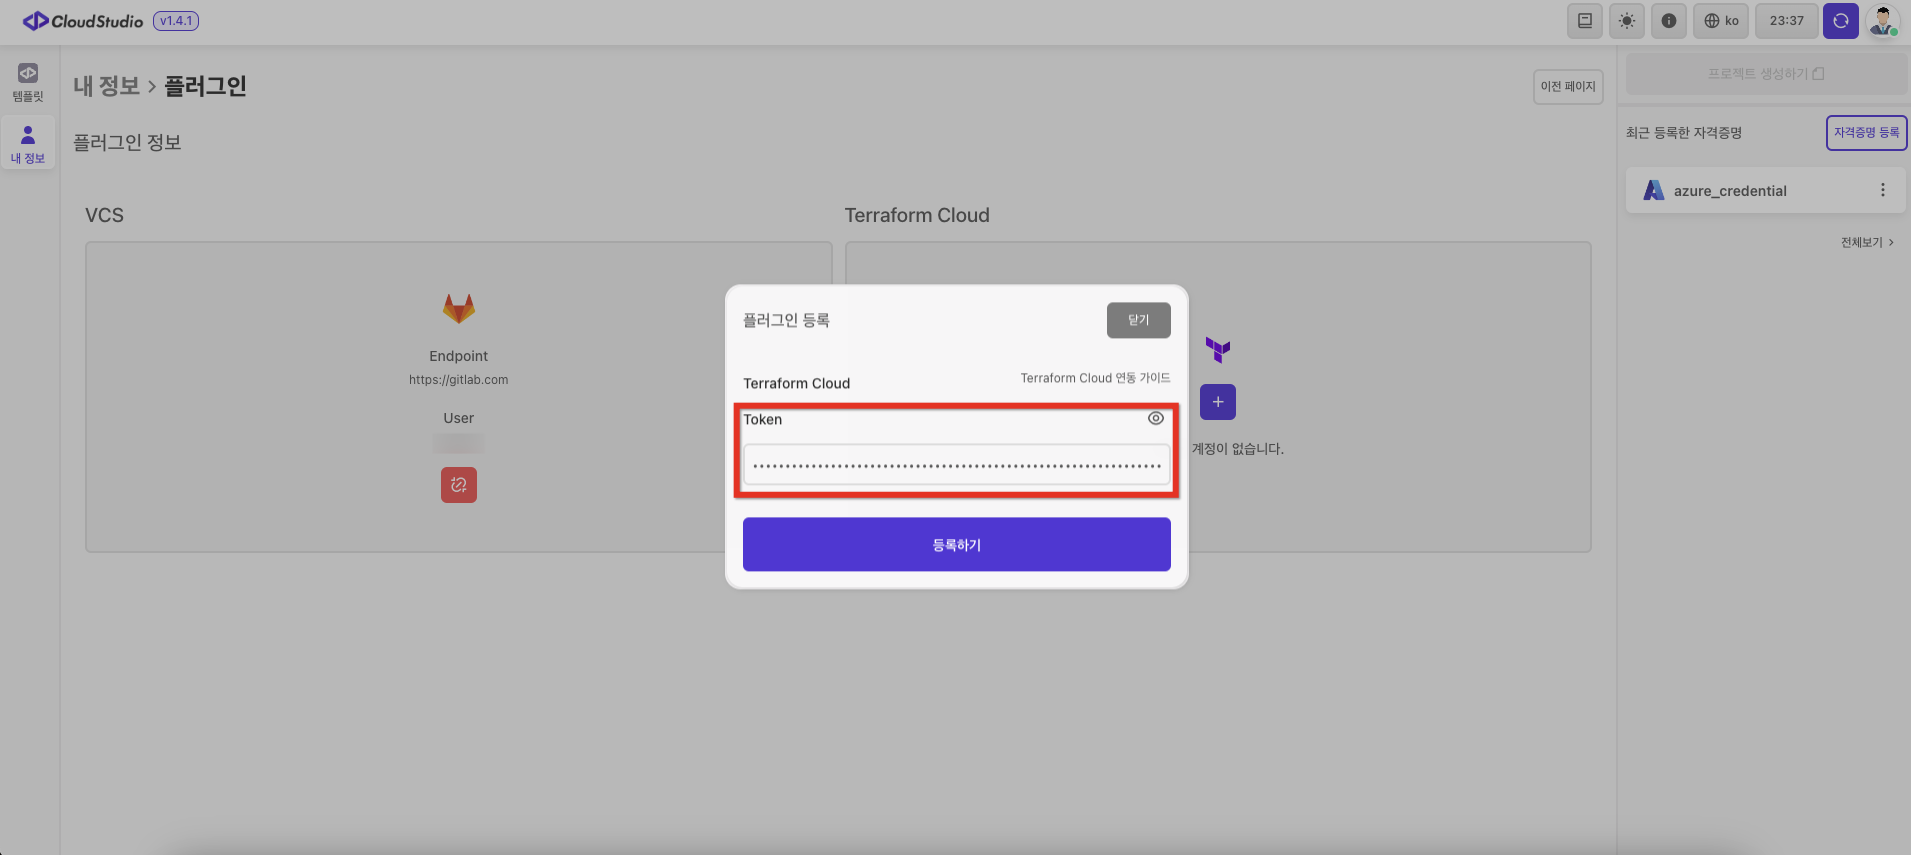 CloudStudio v1.4.1
ko
23:37
템플릿
내 정보
내 정보 > 플러그인
이전 페이지
플러그인 정보
VCS
Endpoint
https://gitlab.com
User
Terraform Cloud
계정이 없습니다.
플러그인 등록
닫기
Terraform Cloud
Terraform Cloud 연동 가이드
Token
등록하기
프로젝트 생성하기
최근 등록한 자격증명
자격증명 등록
azure_credential
전체보기 >